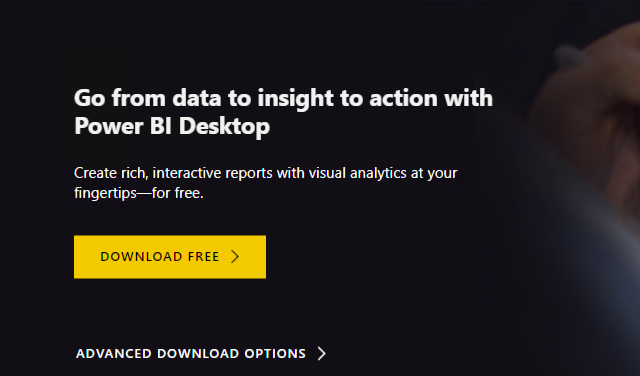 Go from data to insight to action with
Power BI Desktop
Create rich, interactive reports with visual analytics at your
fingertips—for free.
DOWNLOAD FREE
ADVANCED DOWNLOAD OPTIONS